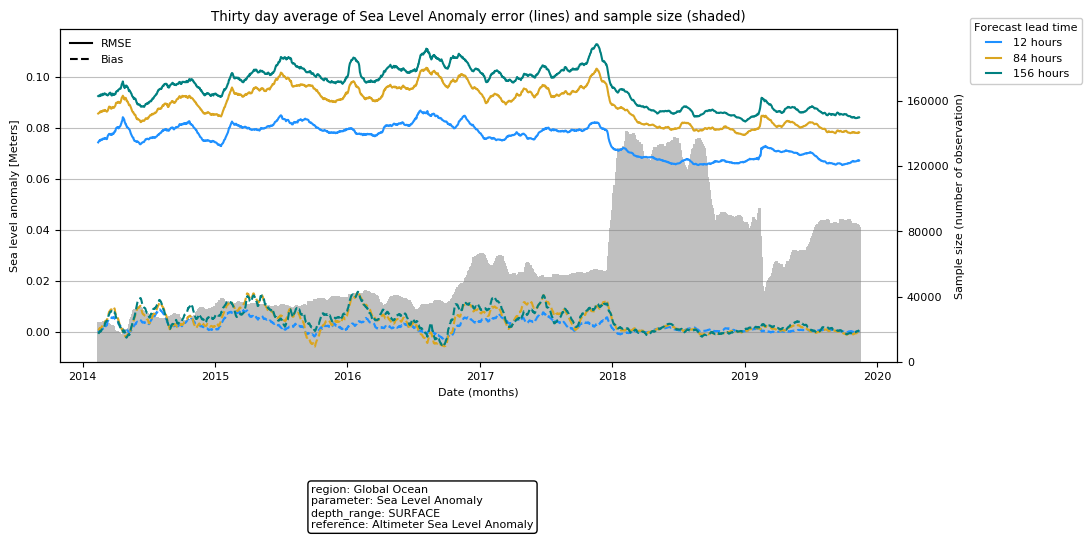 Thirty day average of Sea Level Anomaly error (lines) and sample size (shaded)
RMSE
Bias
Forecast lead time
12 hours
84 hours
156 hours
Sea level anomaly [Meters]
0.10
0.08
0.06
0.04
0.02
0.00
160000
120000
80000
40000
0
Sample size (number of observation)
2014 2015 2016 2017 2018 2019 2020
Date (months)
region: Global Ocean
parameter: Sea Level Anomaly
depth_range: SURFACE
reference: Altimeter Sea Level Anomaly